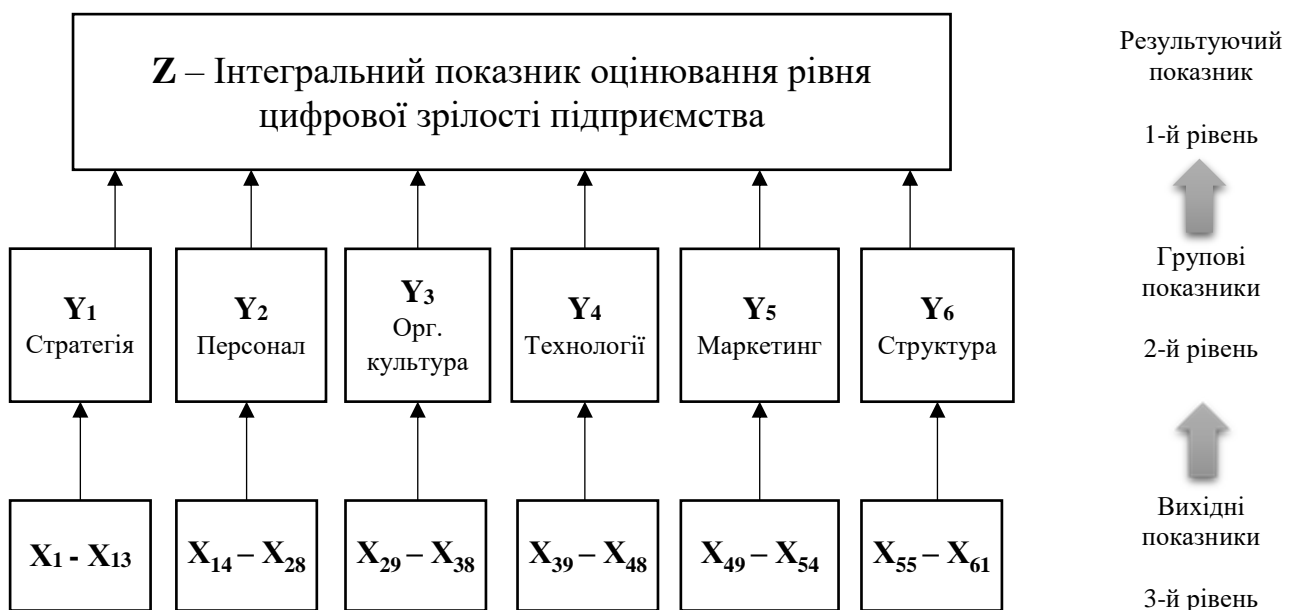 Z – Інтегральний показник оцінювання рівня
цифрової зрілості підприємства
Результуючий
показник
1-й рівень
Y1
Стратегія
Y2
Персонал
Y3
Орг.
культура
Y4
Технології
Y5
Маркетинг
Y6
Структура
Групові
показники
2-й рівень
X1 - X13
X14 – X28
X29 – X38
X39 – X48
X49 – X54
X55 – X61
Вихідні
показники
3-й рівень